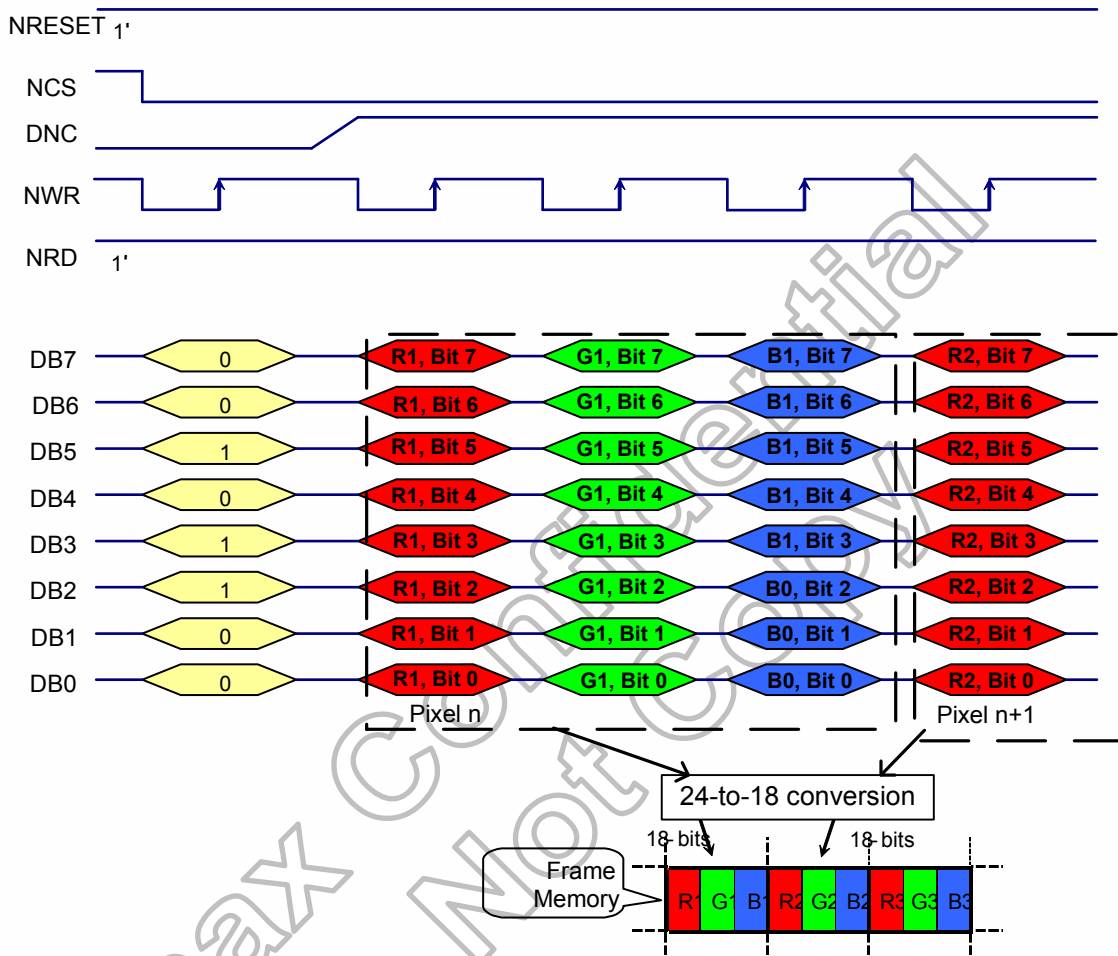 NRESET 1'
NCS
DNC
NWR
NRD 1'
DB7 0 R1, Bit 7 G1, Bit 7 B1, Bit 7 R2, Bit 7
DB6 0 R1, Bit 6 G1, Bit 6 B1, Bit 6 R2, Bit 6
DB5 1 R1, Bit 5 G1, Bit 5 B1, Bit 5 R2, Bit 5
DB4 0 R1, Bit 4 G1, Bit 4 B1, Bit 4 R2, Bit 4
DB3 1 R1, Bit 3 G1, Bit 3 B1, Bit 3 R2, Bit 3
DB2 1 R1, Bit 2 G1, Bit 2 B0, Bit 2 R2, Bit 2
DB1 0 R1, Bit 1 G1, Bit 1 B0, Bit 1 R2, Bit 1
DB0 0 R1, Bit 0 G1, Bit 0 B0, Bit 0 R2, Bit 0
Pixel n Pixel n+1
24-to-18 conversion
18-bits 18-bits
Frame
Memory
R1 G1 B1 R2 G2 B2 R3 G3 B3
ax Confidential
Not Copy